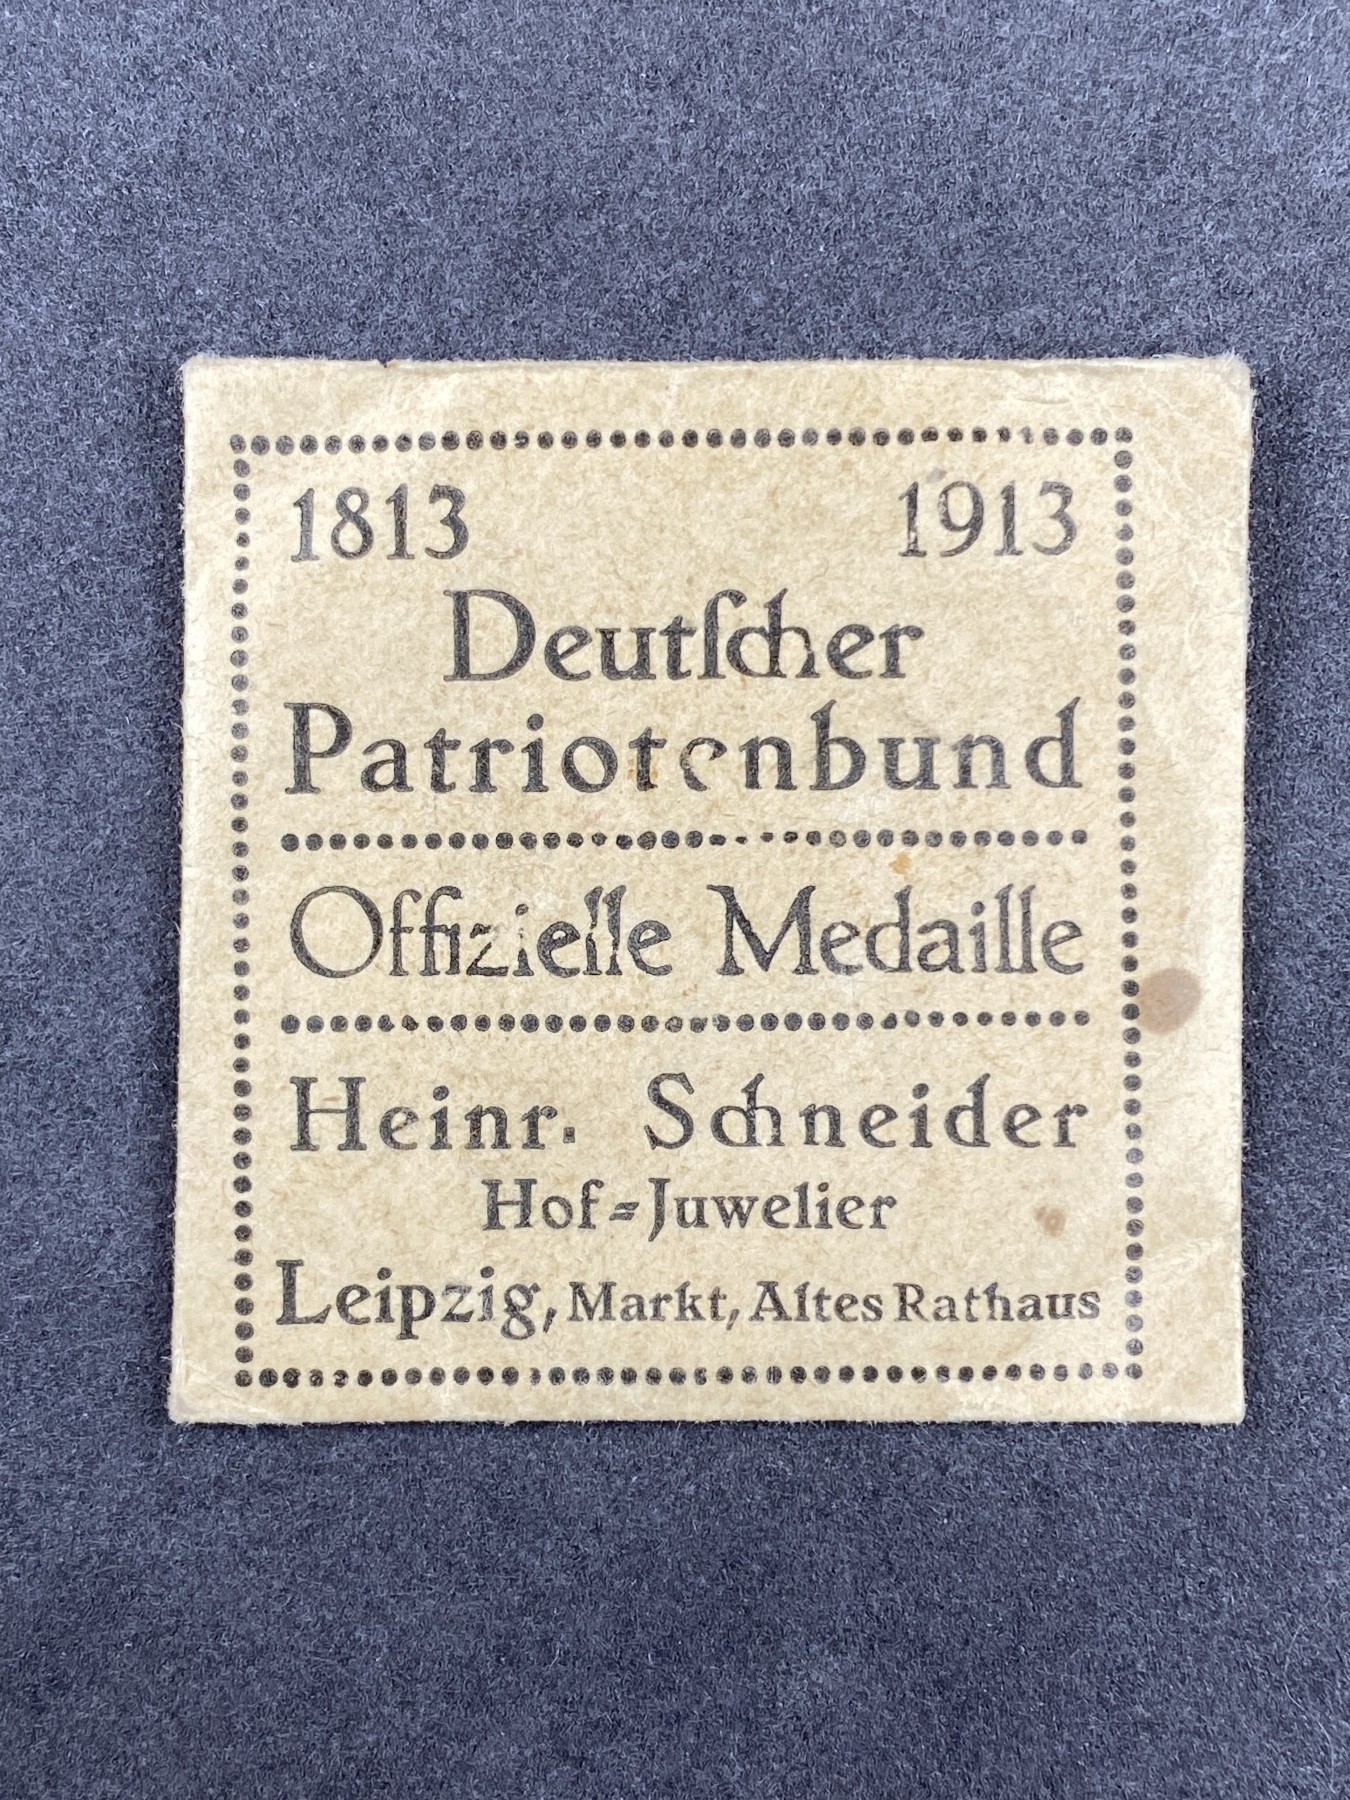 1813 1913
Deutſcher
Patriotenbund
Offizielle Medaille
Heinr. Schneider
Hof=Juwelier
Leipzig, Markt, Altes Rathaus